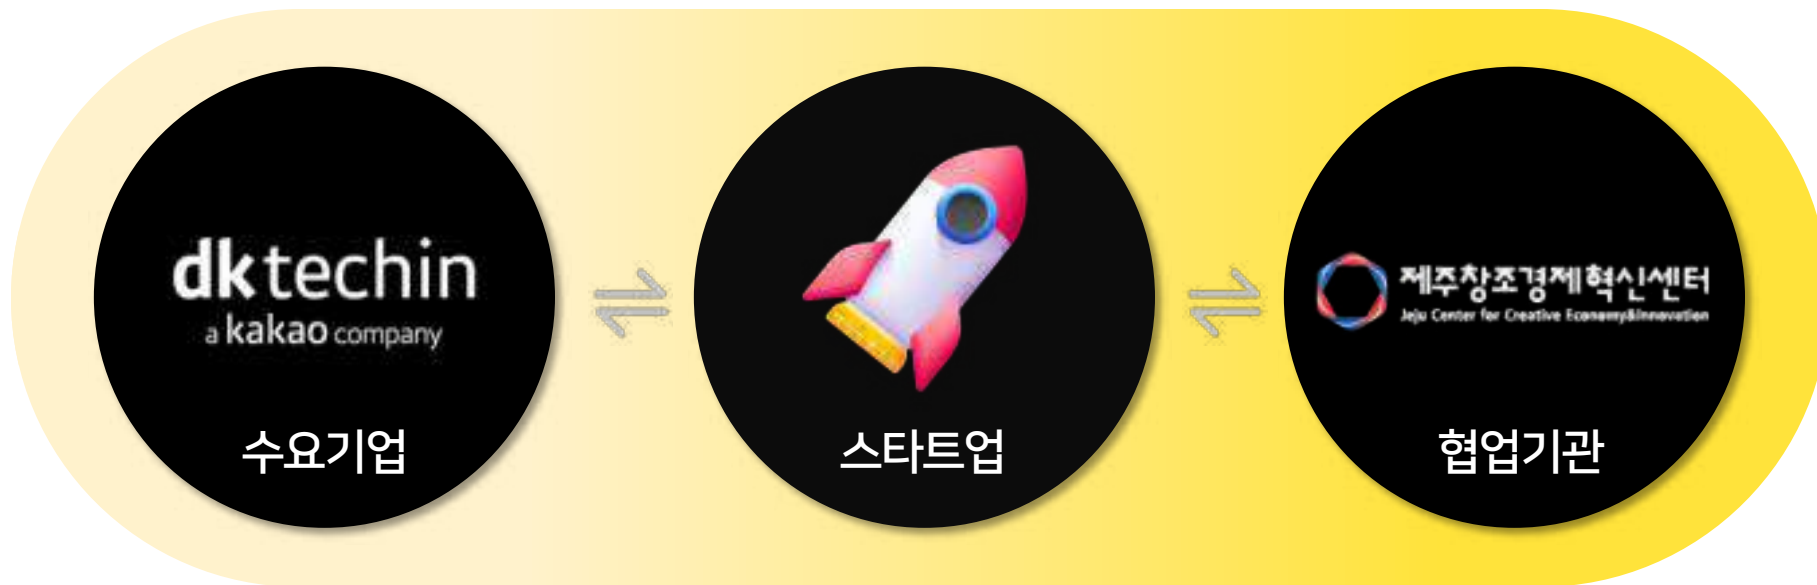 dktechin
a kakao company
수요기업
스타트업
제주창조경제혁신센터
Jeju Center for Creative Economy&Innovation
협업기관